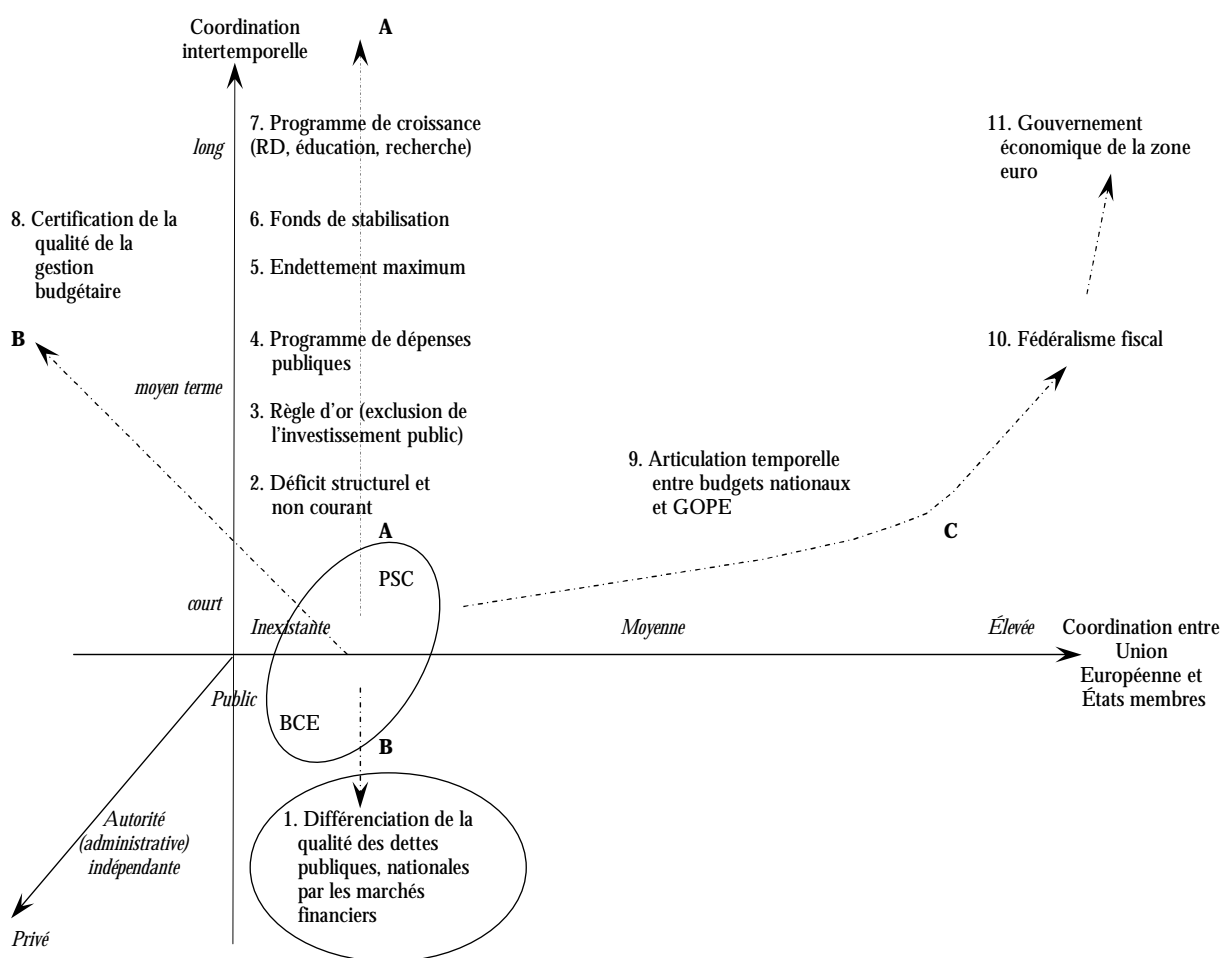 Coordination
intertemporelle
A
long
7. Programme de croissance
(RD, éducation, recherche)
11. Gouvernement
économique de la zone
euro
8. Certification de la
qualité de la
gestion
budgétaire
6. Fonds de stabilisation
5. Endettement maximum
B
4. Programme de dépenses
publiques
10. Fédéralisme fiscal
moyen terme
3. Règle d'or (exclusion de
l'investissement public)
9. Articulation temporelle
entre budgets nationaux
et GOPE
2. Déficit structurel et
non courant
A
C
PSC
court
Inexistante
Moyenne
Élevée
Coordination entre
Union
Européenne et
États membres
Public
BCE
B
Autorité
(administrative)
indépendante
1. Différenciation de la
qualité des dettes
publiques, nationales
par les marchés
financiers
Privé